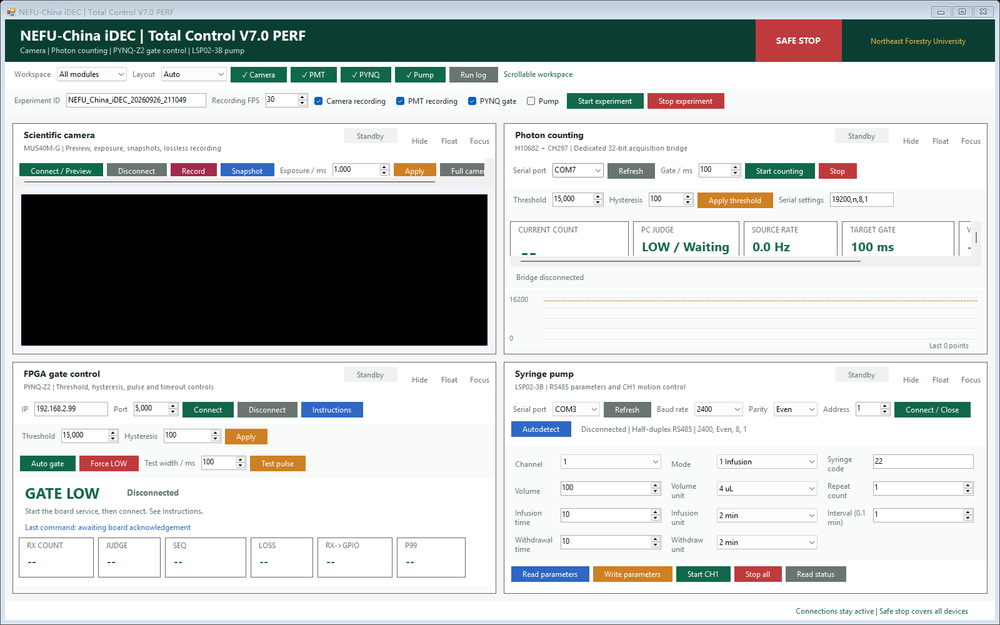 NEFU-China iDEC | Total Control V7.0 PERF
NEFU-China iDEC | Total Control V7.0 PERF
Camera | Photon counting | PYNQ-Z2 gate control | LSP02-3B pump
SAFE STOP
Northeast Forestry University
Workspace All modules Layout Auto ✓ Camera ✓ PMT ✓ PYNQ ✓ Pump Run log Scrollable workspace
Experiment ID NEFU_China_iDEC_20260926_211049 Recording FPS 30 Camera recording PMT recording PYNQ gate Pump Start experiment Stop experiment
Scientific camera Standby Hide Float Focus
MUS40M-G | Preview, exposure, snapshots, lossless recording
Connect / Preview Disconnect Record Snapshot Exposure / ms 1.000 Apply Full camer
Photon counting Standby Hide Float Focus
H10682 + CH297 | Dedicated 32-bit acquisition bridge
Serial port COM7 Refresh Gate / ms 100 Start counting Stop
Threshold 15,000 Hysteresis 100 Apply threshold Serial settings 19200,n,8,1
CURRENT COUNT PC JUDGE SOURCE RATE TARGET GATE
-- LOW / Waiting 0.0 Hz 100 ms
Bridge disconnected
16200
0
Last 0 points
FPGA gate control Standby Hide Float Focus
PYNQ-Z2 | Threshold, hysteresis, pulse and timeout controls
IP 192.168.2.99 Port 5,000 Connect Disconnect Instructions
Threshold 15,000 Hysteresis 100 Apply
Auto gate Force LOW Test width / ms 100 Test pulse
GATE LOW Disconnected
Start the board service, then connect. See Instructions.
Last command: awaiting board acknowledgement
RX COUNT JUDGE SEQ LOSS RX->GPIO P99
-- -- -- -- -- --
Syringe pump Standby Hide Float Focus
LSP02-3B | RS485 parameters and CH1 motion control
Serial port COM3 Refresh Baud rate 2400 Parity Even Address 1 Connect / Close
Autodetect Disconnected | Half-duplex RS485 | 2400, Even, 8, 1
Channel 1 Mode 1 Infusion Syringe code 22
Volume 100 Volume unit 4 uL Repeat count 1
Infusion time 10 Infusion unit 2 min Interval (0.1 min) 1
Withdrawal time 10 Withdraw unit 2 min
Read parameters Write parameters Start CH1 Stop all Read status
Connections stay active | Safe stop covers all devices